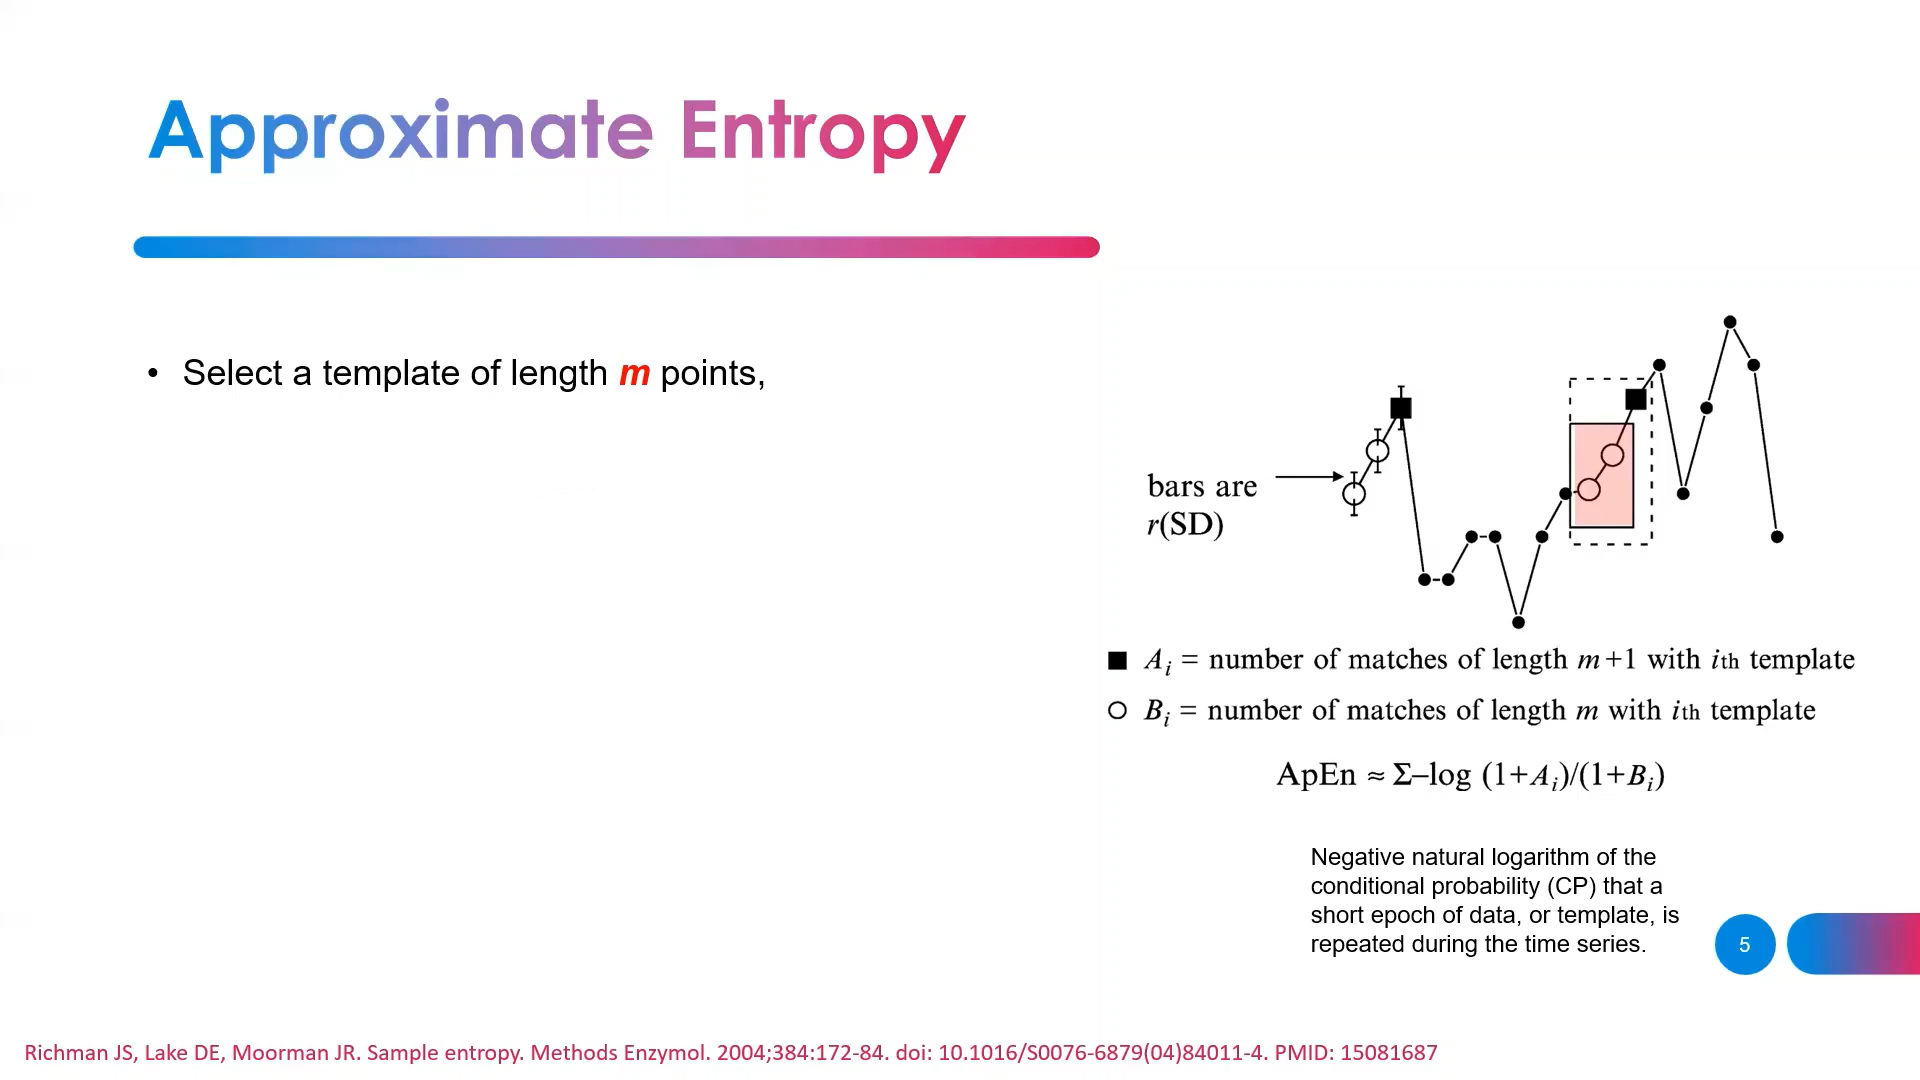 Approximate Entropy
• Select a template of length m points,
bars are
r(SD)
■ Aᵢ = number of matches of length m+1 with ith template
○ Bᵢ = number of matches of length m with ith template
ApEn ≈ Σ–log (1+Aᵢ)/(1+Bᵢ)
Negative natural logarithm of the
conditional probability (CP) that a
short epoch of data, or template, is
repeated during the time series.
5
Richman JS, Lake DE, Moorman JR. Sample entropy. Methods Enzymol. 2004;384:172-84. doi: 10.1016/S0076-6879(04)84011-4. PMID: 15081687